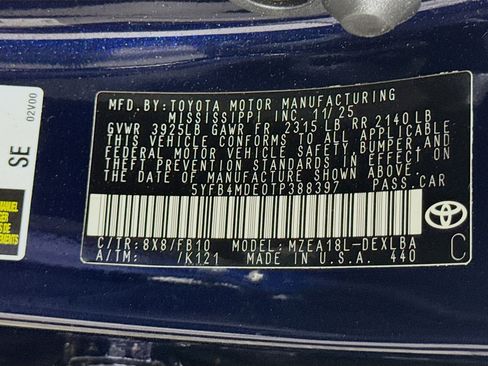 MFD.BY:TOYOTA MOTOR MANUFACTURING
MISSISSIPPI INC. 11/25
GVWR 3925LB GAWR FR 2315 LB RR 2140 LB
THIS VEHICLE CONFORMS TO ALL APPLICABLE
FEDERAL MOTOR VEHICLE SAFETY, BUMPER, AND
THEFT PREVENTION STANDARDS IN EFFECT ON
THE DATE OF MANUFACTURE SHOWN ABOVE.
5YFB4MDE0TP388397 PASS.CAR
C/TR:8X8/FB10 MODEL:MZEA18L-DEXLBA
A/TM: /K121 MADE IN U.S.A. 440
C
SE
02V00